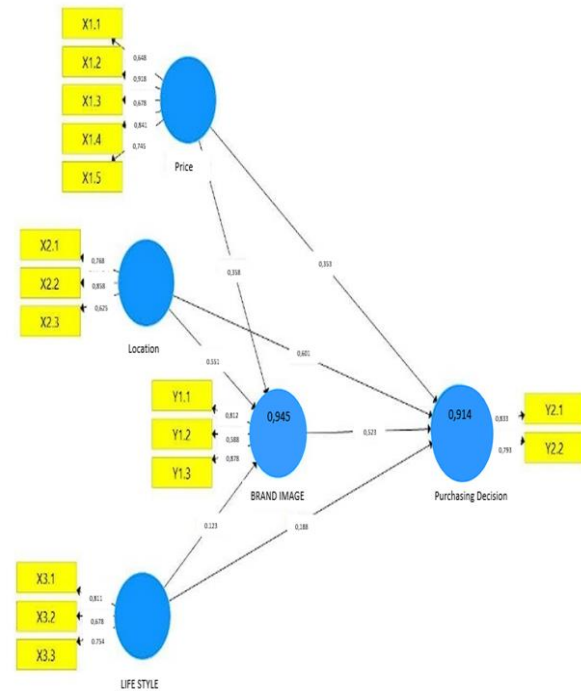 X1.1
X1.2
X1.3
X1.4
X1.5
0,648
0,918
0,678
0,841
0,745
Price
X2.1
X2.2
X2.3
0,768
0,858
0,625
Location
0,358
0,353
0.551
0,601
Y1.1
Y1.2
Y1.3
0,812
0,588
0,878
0,945
BRAND IMAGE
0,523
0,914
0,833
0,793
Y2.1
Y2.2
Purchasing Decision
0.123
0,188
X3.1
X3.2
X3.3
0,811
0,678
0.754
LIFE STYLE